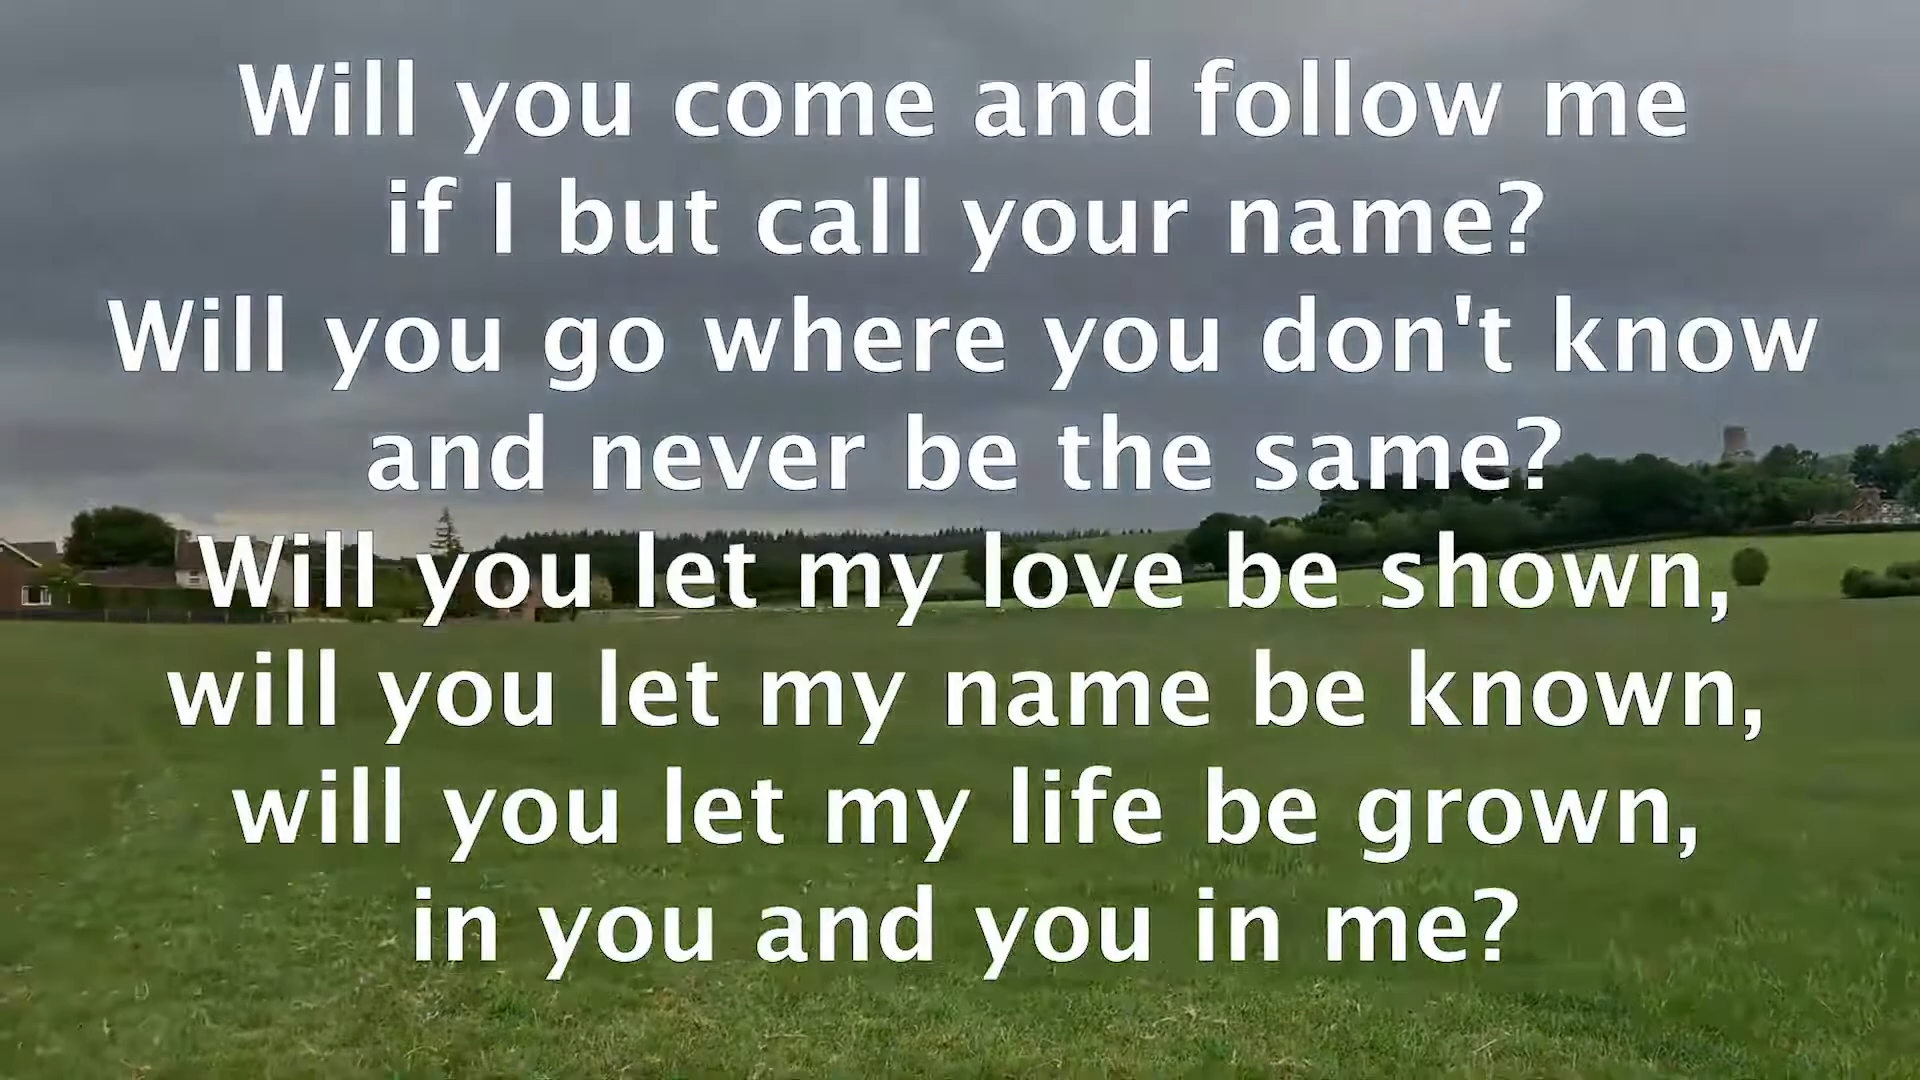 Will you come and follow me
if I but call your name?
Will you go where you don't know
and never be the same?
Will you let my love be shown,
will you let my name be known,
will you let my life be grown,
in you and you in me?